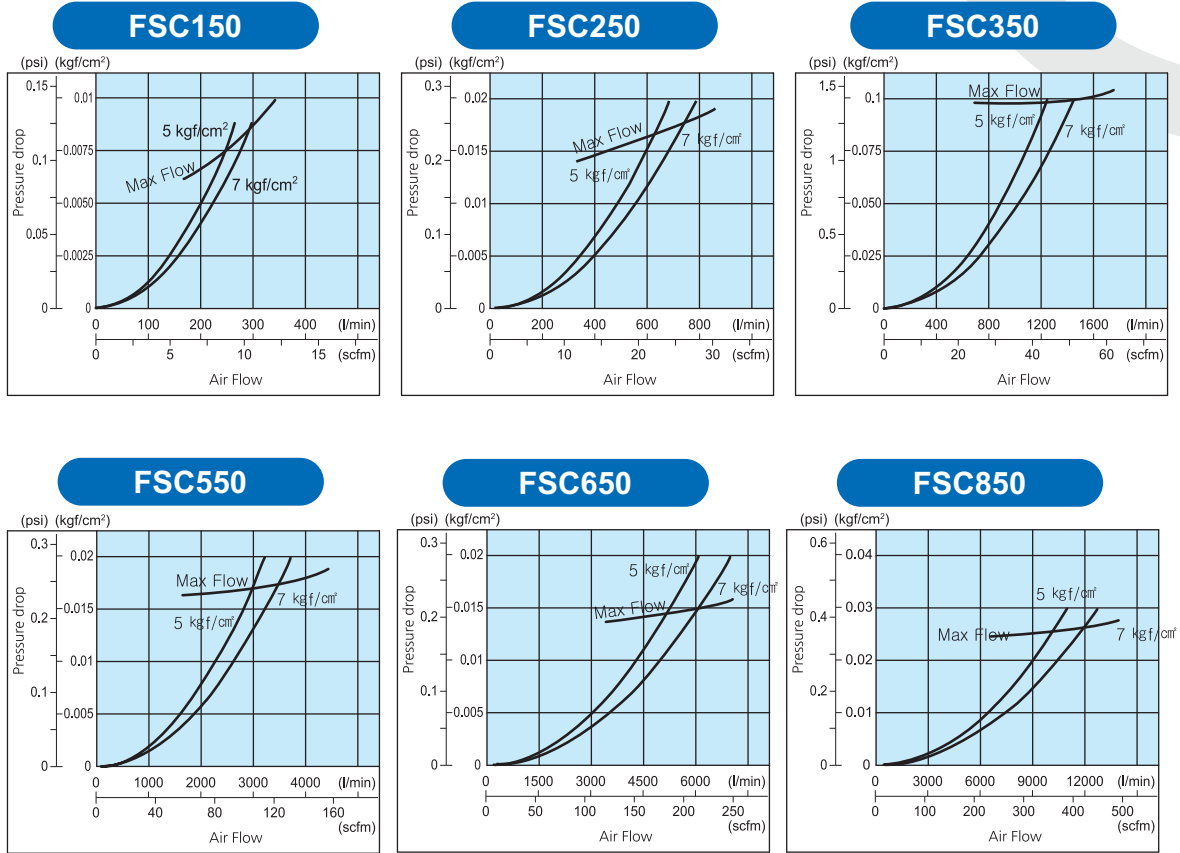 FSC150
(psi) (kgf/cm²)
0.15
0.1
0.05
0
0.01
0.0075
0.0050
0.0025
0
Pressure drop
5 kgf/cm²
Max Flow
7 kgf/cm²
0 100 200 300 400 (l/min)
0 5 10 15 (scfm)
Air Flow
FSC250
(psi) (kgf/cm²)
0.3
0.2
0.1
0
0.02
0.015
0.01
0.005
0
Pressure drop
Max Flow
5 kgf/㎠
7 kgf/㎠
0 200 400 600 800 (l/min)
0 10 20 30 (scfm)
Air Flow
FSC350
(psi) (kgf/cm²)
1.5
1
0.5
0
0.1
0.075
0.05
0.025
0
Pressure drop
Max Flow
5 kgf/㎠
7 kgf/㎠
0 400 800 1200 1600 (l/min)
0 20 40 60 (scfm)
Air Flow
FSC550
(psi) (kgf/cm²)
0.3
0.2
0.1
0
0.02
0.015
0.01
0.005
0
Pressure drop
Max Flow
5 kgf/㎠
7 kgf/㎠
0 1000 2000 3000 4000 (l/min)
0 40 80 120 160
(scfm)
Air Flow
FSC650
(psi) (kgf/cm²)
0.3
0.2
0.1
0
0.02
0.015
0.01
0.005
0
Pressure drop
5 kgf/㎠
7 kgf/㎠
Max Flow
0 1500 3000 4500 6000 (l/min)
0 50 100 150 200 250
(scfm)
Air Flow
FSC850
(psi) (kgf/cm²)
0.6
0.4
0.2
0
0.04
0.03
0.02
0.01
0
Pressure drop
5 kgf/㎠
Max Flow
7 kgf/㎠
0 3000 6000 9000 12000 (l/min)
0 100 200 300 400 500
(scfm)
Air Flow